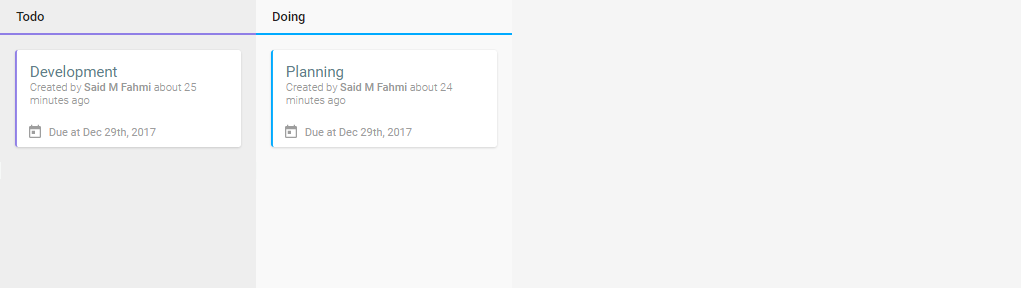 Todo
Development
Created by Said M Fahmi about 25
minutes ago
Due at Dec 29th, 2017
Doing
Planning
Created by Said M Fahmi about 24
minutes ago
Due at Dec 29th, 2017